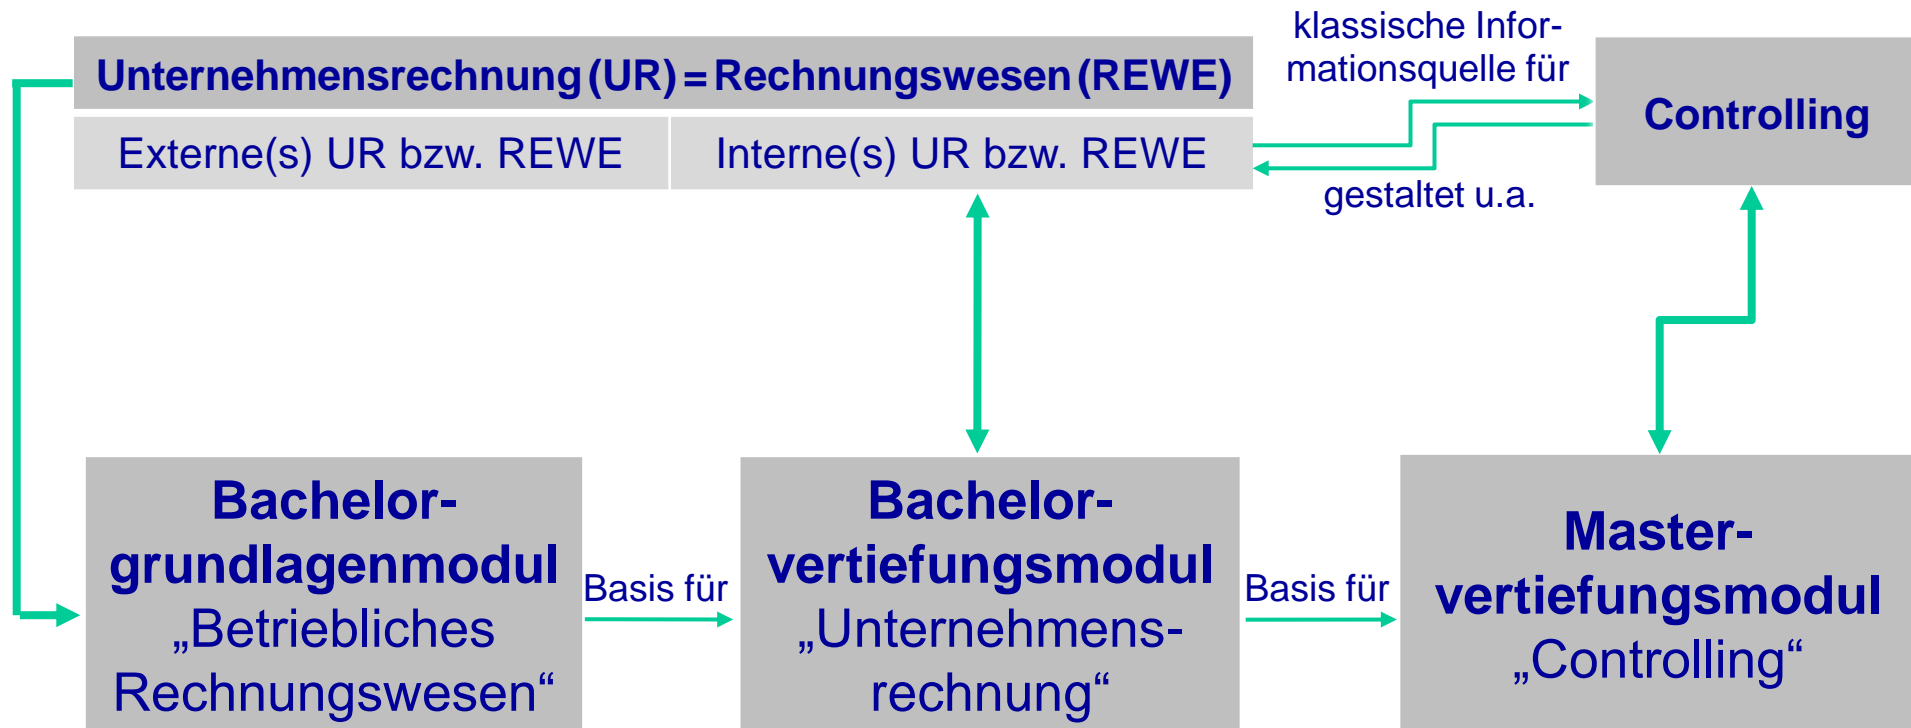 klassische Infor-
mationsquelle für
Unternehmensrechnung (UR) = Rechnungswesen (REWE)
Controlling
Externe(s) UR bzw. REWE
Interne(s) UR bzw. REWE
gestaltet u.a.
Bachelor-
grundlagenmodul
„Betriebliches
Rechnungswesen“
Basis für
Bachelor-
vertiefungsmodul
„Unternehmens-
rechnung“
Basis für
Master-
vertiefungsmodul
„Controlling“